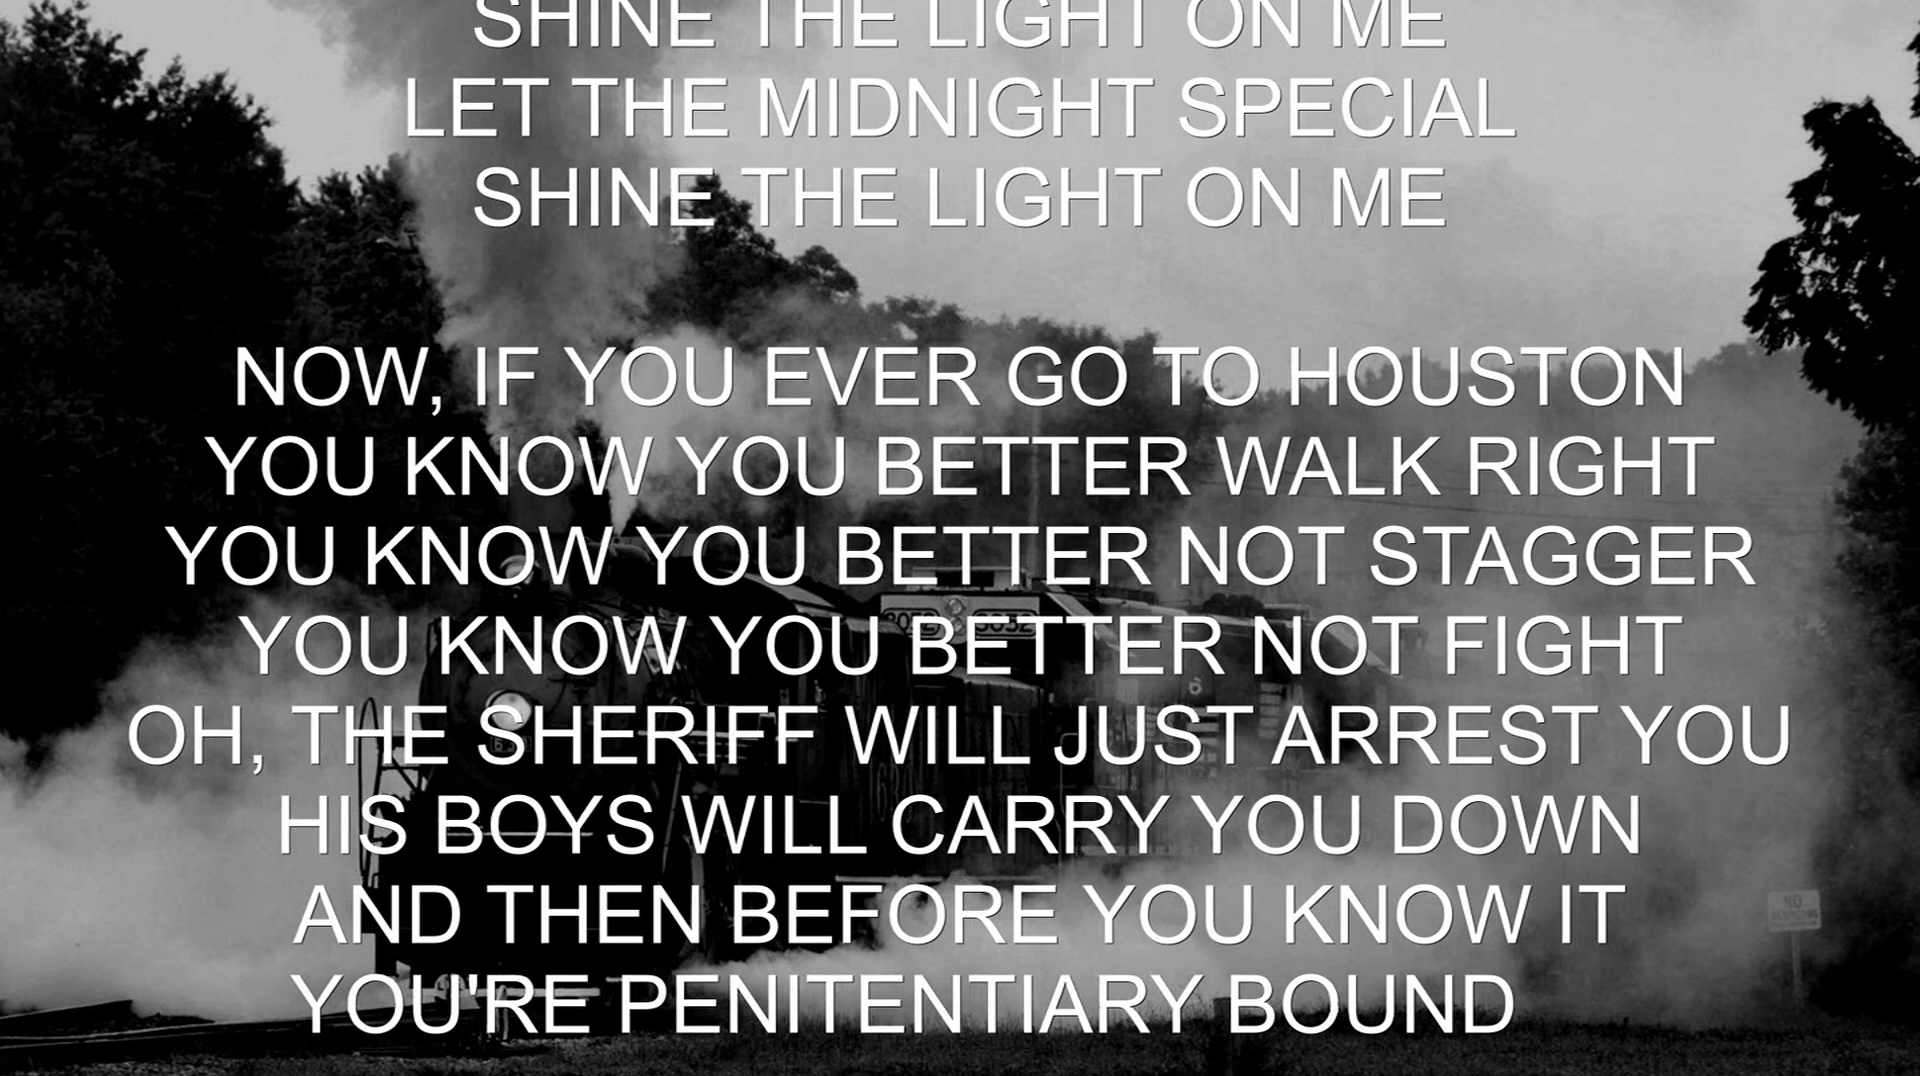 SHINE THE LIGHT ON ME
LET THE MIDNIGHT SPECIAL
SHINE THE LIGHT ON ME
NOW, IF YOU EVER GO TO HOUSTON
YOU KNOW YOU BETTER WALK RIGHT
YOU KNOW YOU BETTER NOT STAGGER
YOU KNOW YOU BETTER NOT FIGHT
OH, THE SHERIFF WILL JUST ARREST YOU
HIS BOYS WILL CARRY YOU DOWN
AND THEN BEFORE YOU KNOW IT
YOU'RE PENITENTIARY BOUND
NO